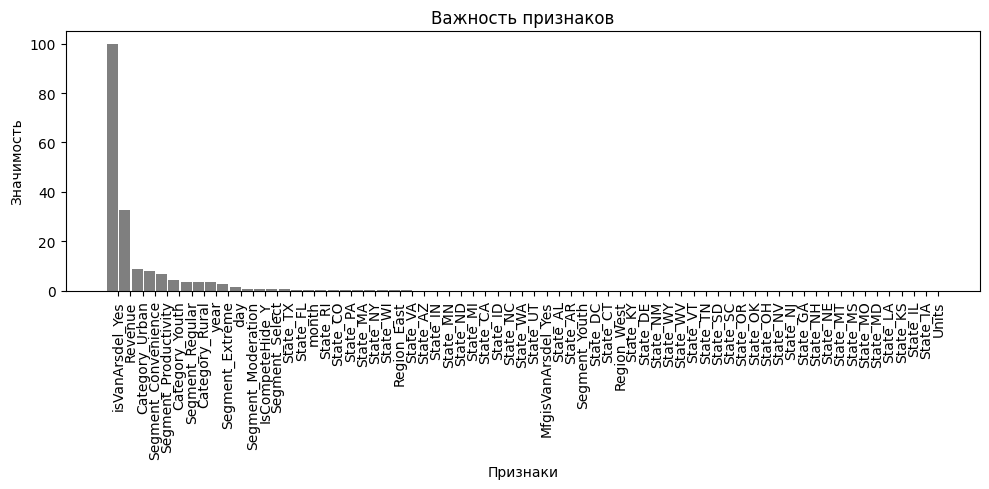 Важность признаков
Значимость
100
80
60
40
20
0
isVanArsdel_Yes
Revenue
Category_Urban
Segment_Convenience
Segment_Productivity
Category_Youth
Segment_Regular
Category_Rural
year
Segment_Extreme
day
Segment_Moderation
IsCompeteHide_Y
Segment_Select
State_TX
State_FL
month
State_RI
State_CO
State_PA
State_MA
State_NY
State_WI
Region_East
State_VA
State_AZ
State_IN
State_MN
State_ND
State_MI
State_CA
State_ID
State_NC
State_WA
State_UT
MfgisVanArsdel_Yes
State_AL
State_AR
Segment_Youth
State_DC
State_CT
Region_West
State_KY
State_DE
State_NM
State_WY
State_WV
State_VT
State_TN
State_SD
State_SC
State_OR
State_OK
State_OH
State_NV
State_NJ
State_GA
State_NH
State_NE
State_MT
State_MS
State_MO
State_MD
State_LA
State_KS
State_IL
State_IA
Units
Признаки